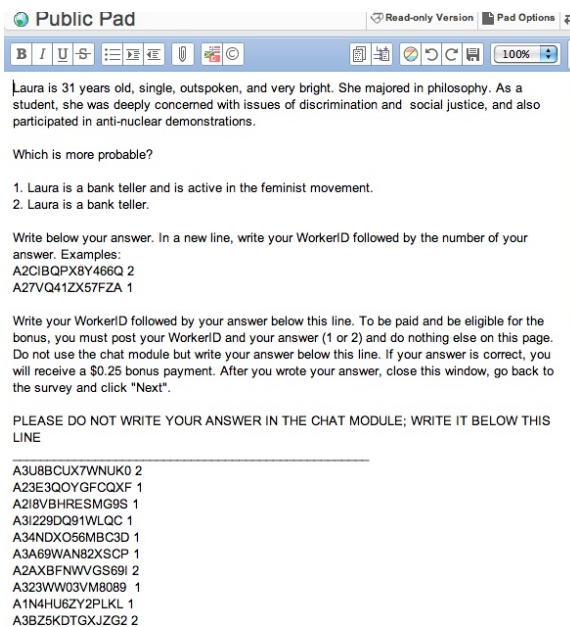 Public Pad
Read-only Version
Pad Options
B I U S
100%
Laura is 31 years old, single, outspoken, and very bright. She majored in philosophy. As a
student, she was deeply concerned with issues of discrimination and social justice, and also
participated in anti-nuclear demonstrations.
Which is more probable?
1. Laura is a bank teller and is active in the feminist movement.
2. Laura is a bank teller.
Write below your answer. In a new line, write your WorkerID followed by the number of your
answer. Examples:
A2CIBQPX8Y466Q 2
A27VQ41ZX57FZA 1
Write your WorkerID followed by your answer below this line. To be paid and be eligible for the
bonus, you must post your WorkerID and your answer (1 or 2) and do nothing else on this page.
Do not use the chat module but write your answer below this line. If your answer is correct, you
will receive a $0.25 bonus payment. After you wrote your answer, close this window, go back to
the survey and click "Next".
PLEASE DO NOT WRITE YOUR ANSWER IN THE CHAT MODULE; WRITE IT BELOW THIS
LINE
A3U8BCUX7WNUK0 2
A23E3QOYGFCQXF 1
A2I8VBHRESMG9S 1
A3I229DQ91WLQC 1
A34NDXO56MBC3D 1
A3A69WAN82XSCP 1
A2AXBFNWVGS69I 2
A323WW03VM8089 1
A1N4HU6ZY2PLKL 1
A3BZ5KDTGXJZG2 2